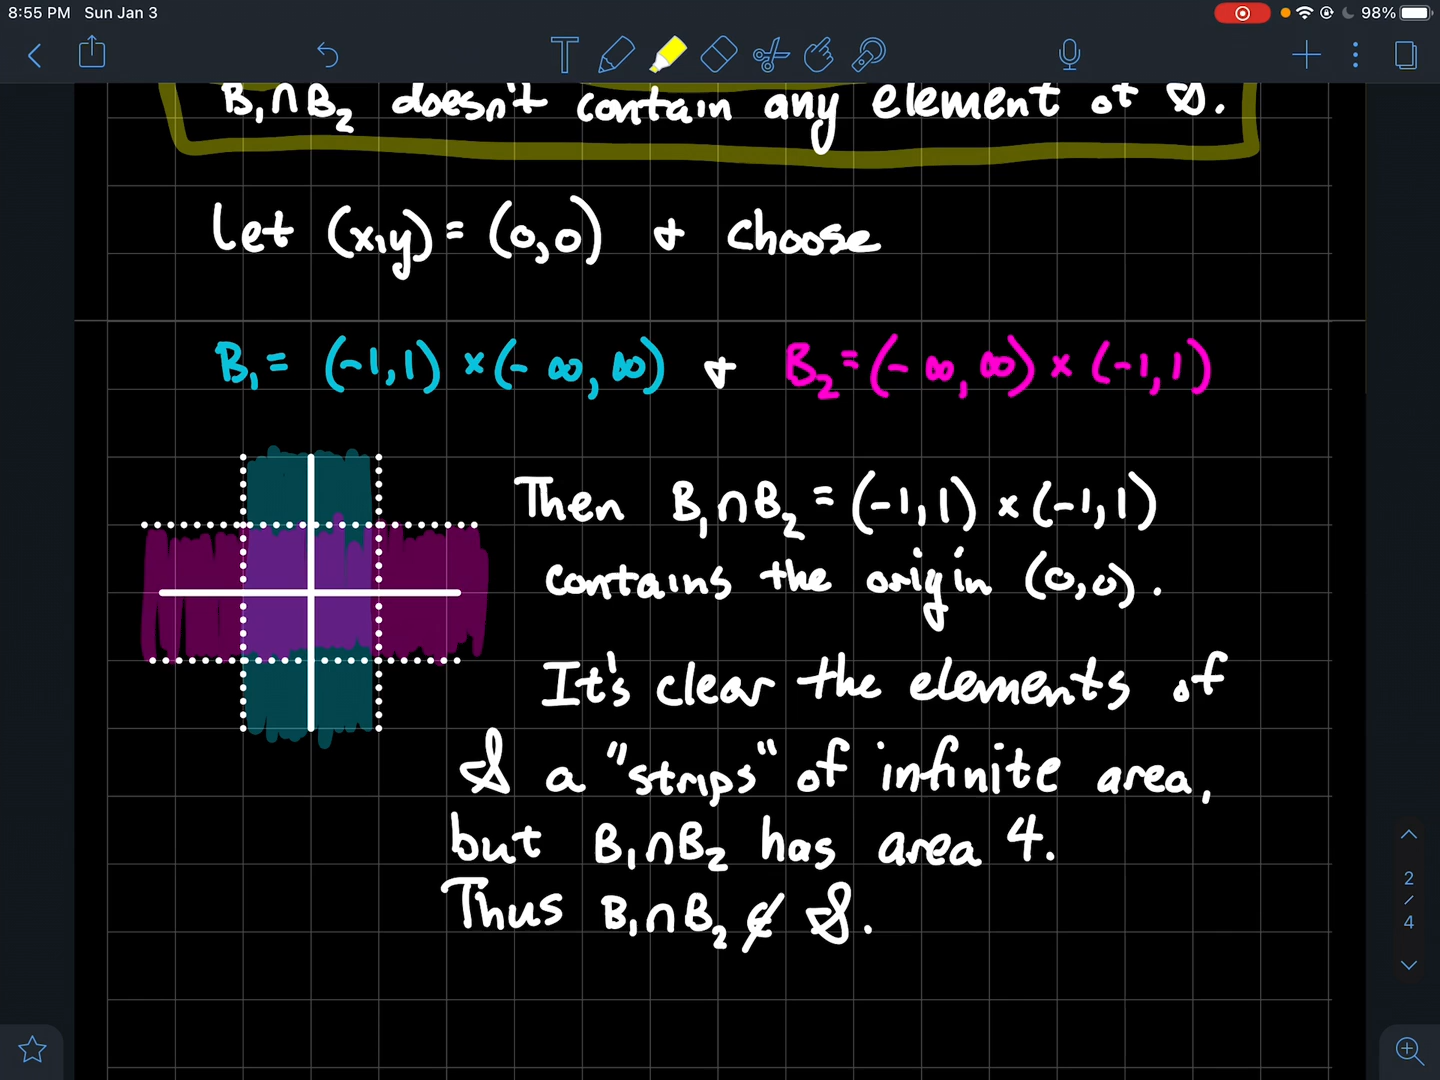 8:55 PM Sun Jan 3
98%
B₁∩B₂ doesn't contain any element of 𝒮.
Let (x,y) = (0,0) & choose
B₁ = (-1,1) × (-∞,∞) & B₂ = (-∞,∞) × (-1,1)
Then B₁∩B₂ = (-1,1) × (-1,1)
contains the origin (0,0).
It's clear the elements of
𝒮 a "strips" of infinite area,
but B₁∩B₂ has area 4.
Thus B₁∩B₂ ⊄ 𝒮.
2
/
4